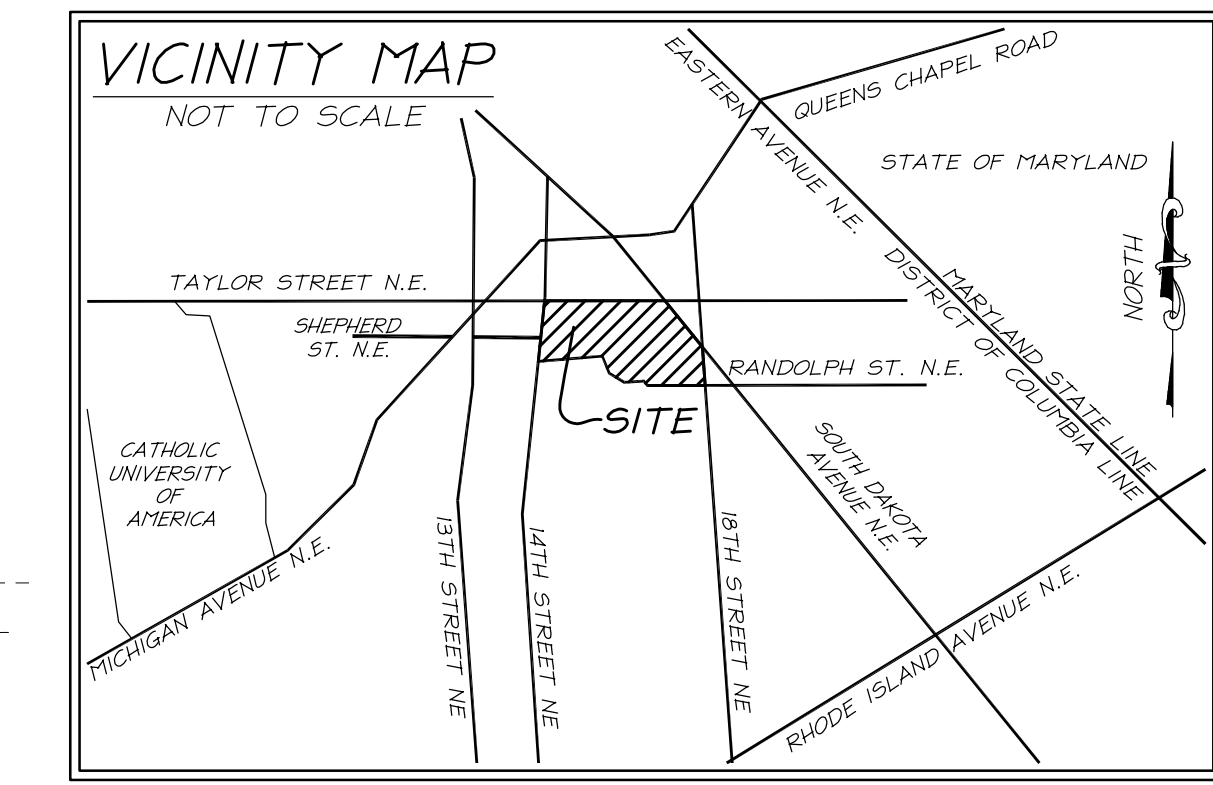 VICINITY MAP
NOT TO SCALE
EASTERN AVENUE N.E.
QUEENS CHAPEL ROAD
STATE OF MARYLAND
NORTH
TAYLOR STREET N.E.
SHEPHERD
ST. N.E.
MARYLAND STATE LINE
DISTRICT OF COLUMBIA LINE
RANDOLPH ST. N.E.
SITE
CATHOLIC
UNIVERSITY
OF
AMERICA
SOUTH DAKOTA
AVENUE N.E.
MICHIGAN AVENUE N.E.
13TH STREET NE
14TH STREET NE
18TH STREET NE
RHODE ISLAND AVENUE N.E.